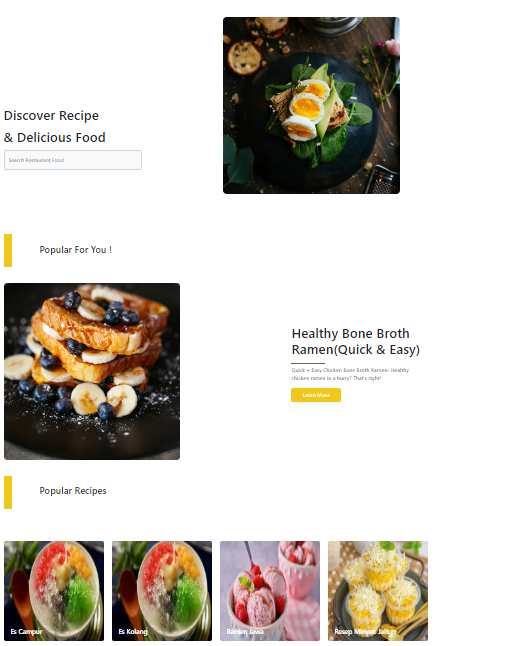 Discover Recipe
& Delicious Food
Search Restaurant Food
Popular For You !
Healthy Bone Broth
Ramen(Quick & Easy)
Quick + Easy Chicken Bone Broth Ramen- Healthy
chicken ramen in a hurry? That's right!
Learn More
Popular Recipes
Es Campur
Es Kolang
Ramen Jawa
Resep Minyak Jaitun